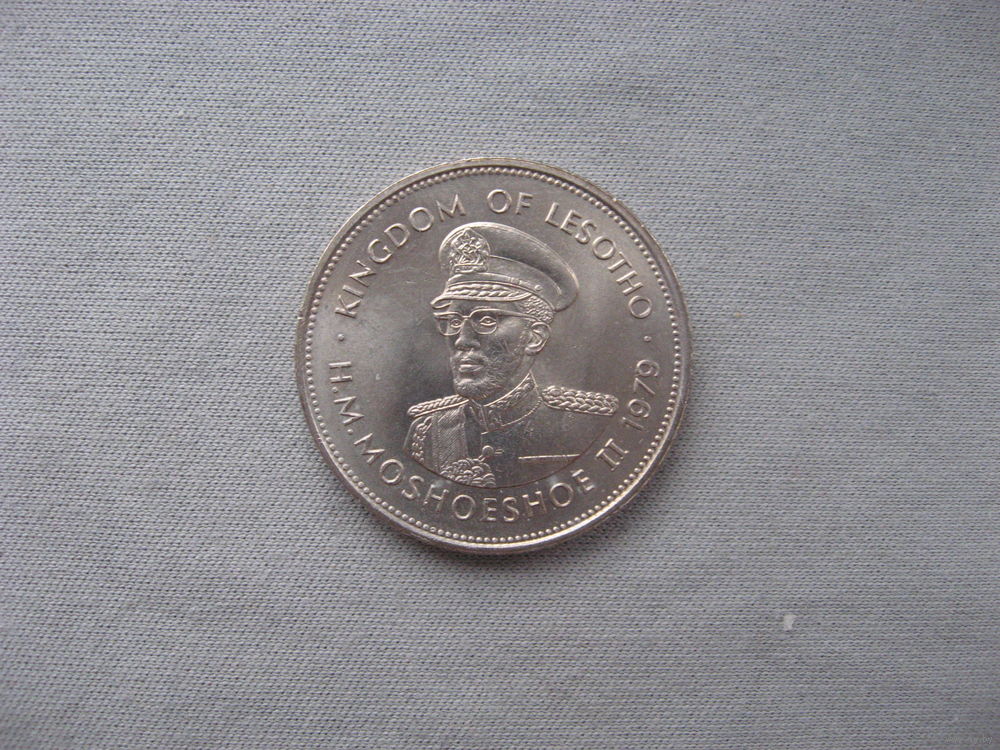 · KINGDOM OF LESOTHO ·
H.M. MOSHOESHOE II 1979